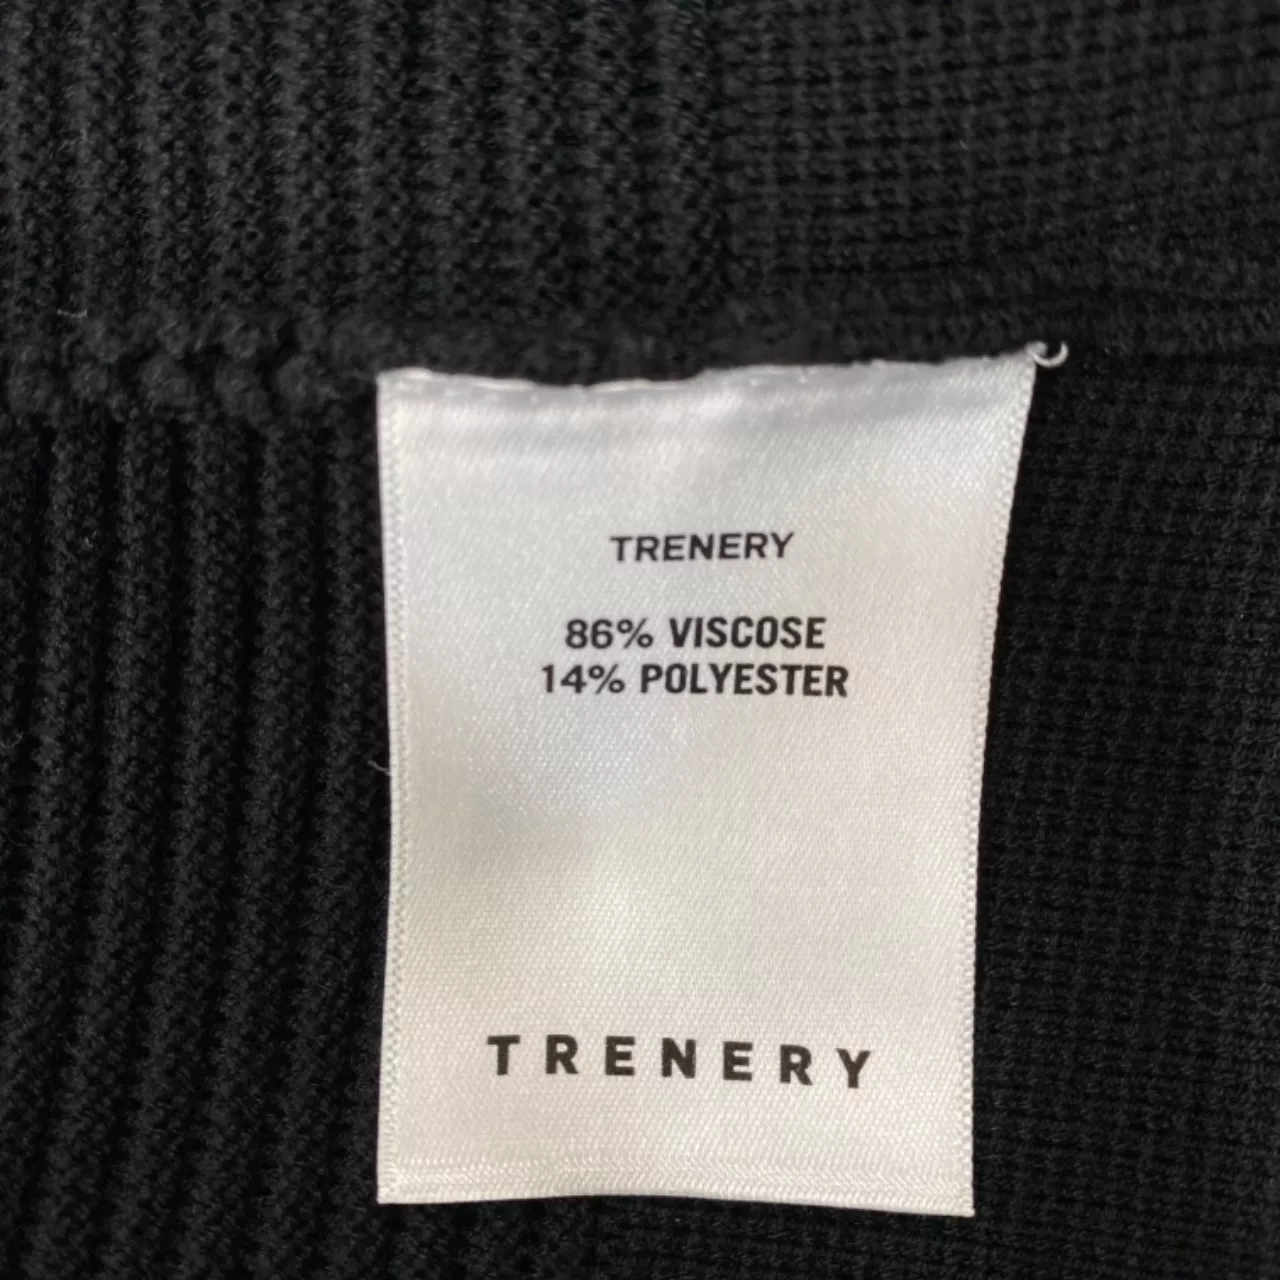 TRENERY
86% VISCOSE
14% POLYESTER
TRENERY